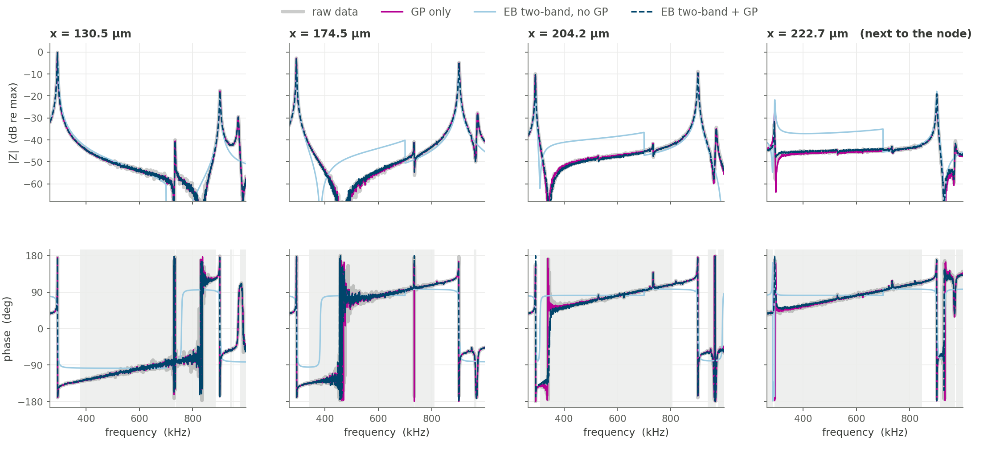 raw data GP only EB two-band, no GP EB two-band + GP
x = 130.5 μm x = 174.5 μm x = 204.2 μm x = 222.7 μm (next to the node)
|Z| (dB re max)
0
−10
−20
−30
−40
−50
−60
phase (deg)
180
90
0
−90
−180
400 600 800 400 600 800 400 600 800 400 600 800
frequency (kHz) frequency (kHz) frequency (kHz) frequency (kHz)